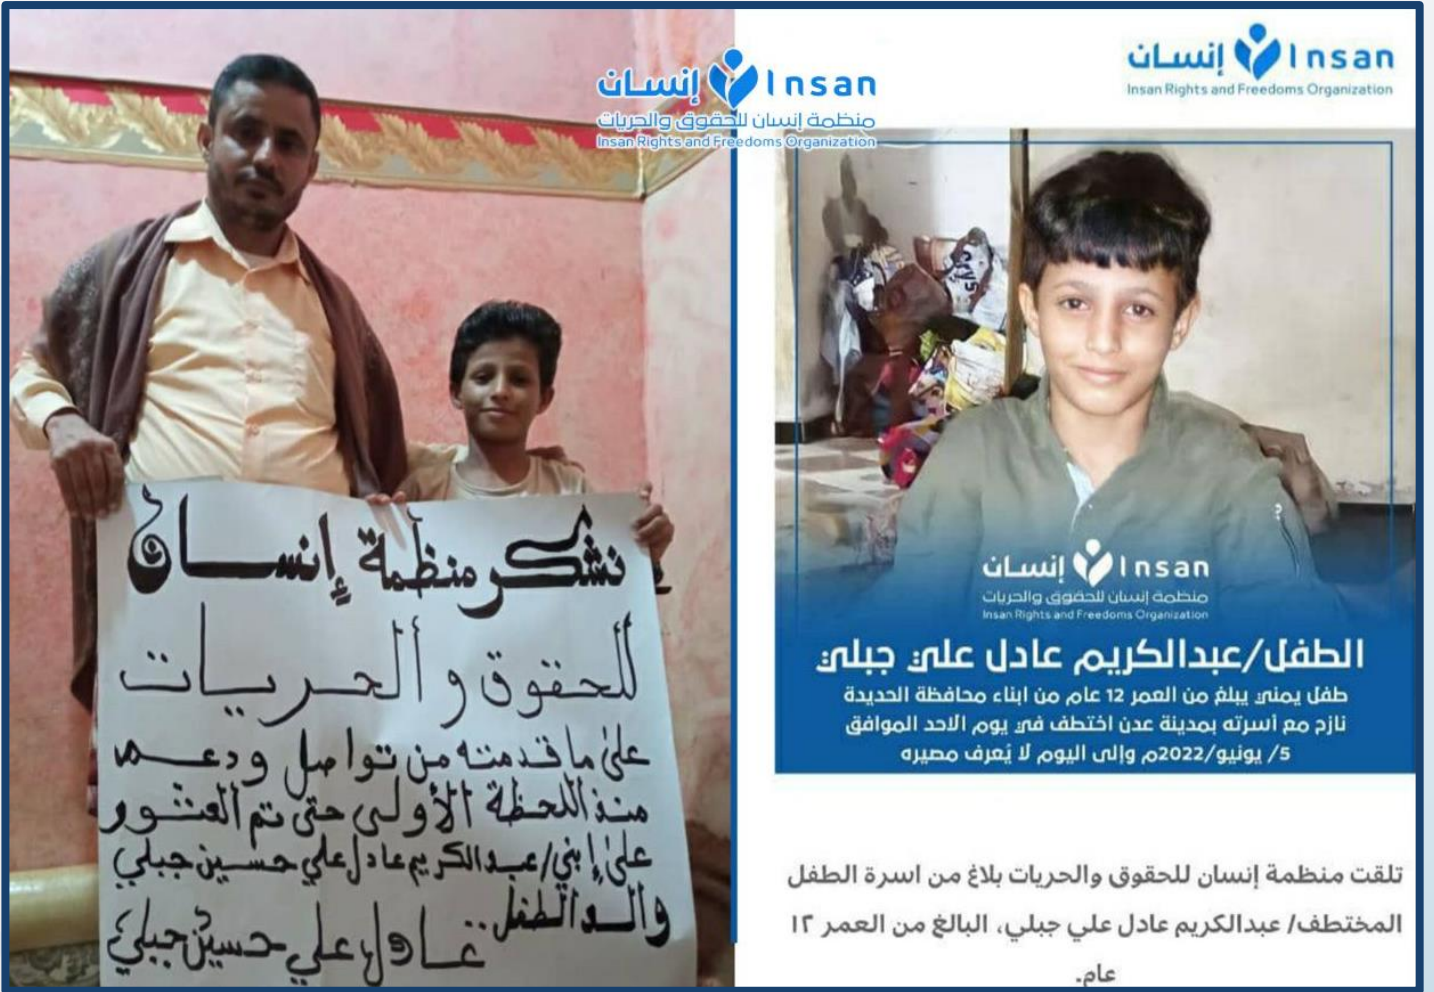 إنسان Insan
منظمة إنسان للحقوق والحريات
Insan Rights and Freedoms Organization
نشكر منظمة إنسان
للحقوق و ألحريات
على ما قدمته من تواصل ودعم
منذ اللحظة الأولى حتى تم العثور
على إبني/عبدالكريم عادل علي حسين جبلي
والد الطفل..
عادل علي حسين جبلي
إنسان Insan
Insan Rights and Freedoms Organization
إنسان Insan
منظمة إنسان للحقوق والحريات
Insan Rights and Freedoms Organization
الطفل/عبدالكريم عادل علي جبلي
طفل يمني يبلغ من العمر 12 عام من ابناء محافظة الحديدة
نازح مع أسرته بمدينة عدن اختطف في يوم الاحد الموافق
5/ يونيو/2022م وإلى اليوم لا يُعرف مصيره
تلقت منظمة إنسان للحقوق والحريات بلاغ من اسرة الطفل
المختطف/ عبدالكريم عادل علي جبلي، البالغ من العمر ١٢
عام.